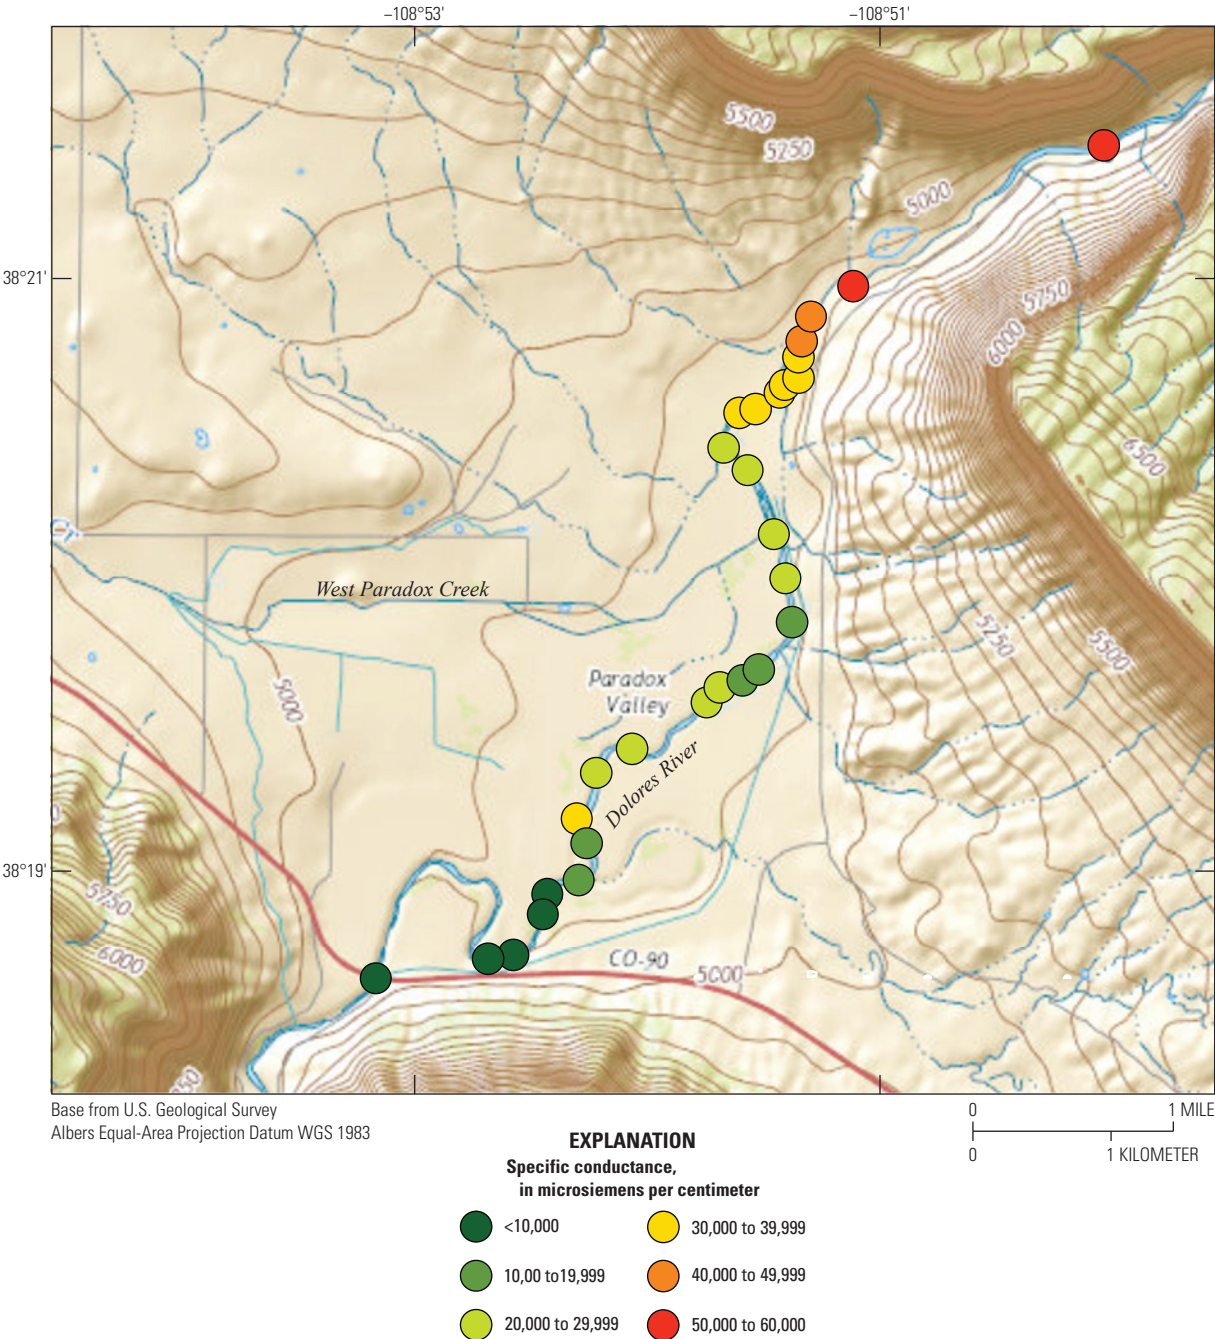 −108°53'
−108°51'
5500
5250
5000
38°21'
5750
6000
6500
Cr
West Paradox Creek
5250
5500
Paradox
Valley
5000
Dolores River
38°19'
5750
6000
CO-90
5000
Base from U.S. Geological Survey
Albers Equal-Area Projection Datum WGS 1983
0
1 MILE
0
1 KILOMETER
EXPLANATION
Specific conductance,
in microsiemens per centimeter
<10,000
30,000 to 39,999
10,00 to19,999
40,000 to 49,999
20,000 to 29,999
50,000 to 60,000